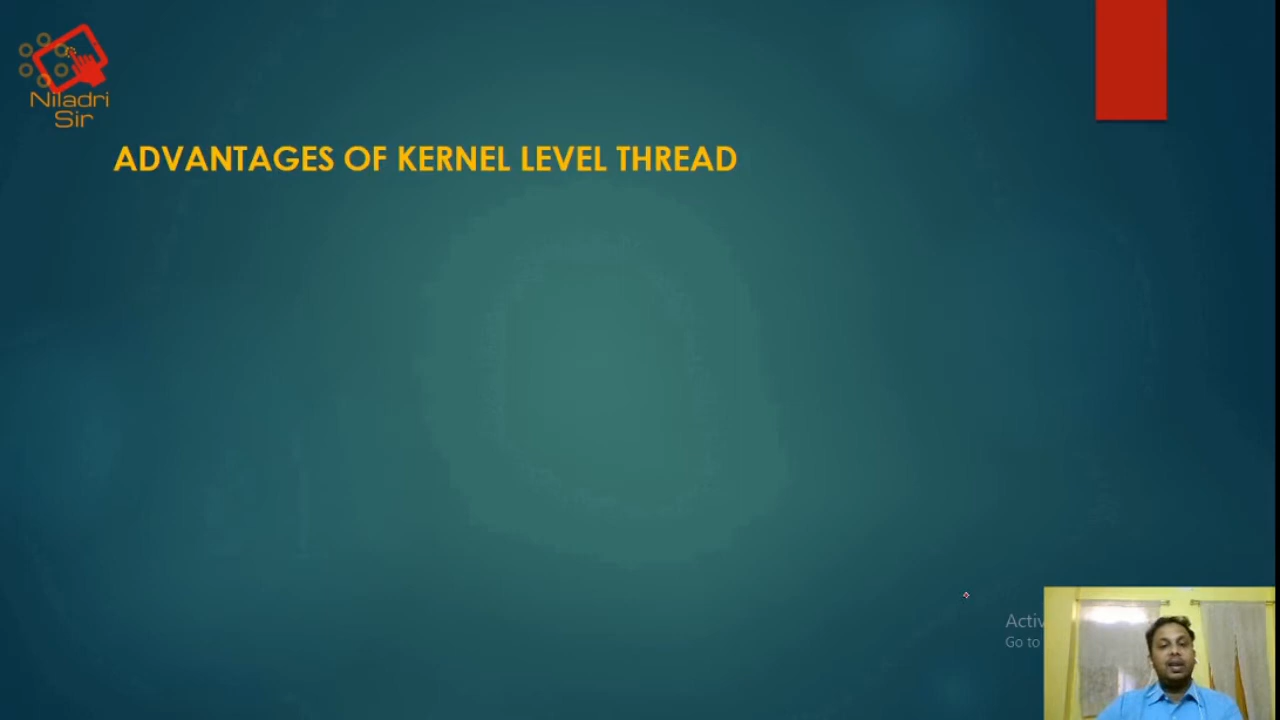 Niladri
Sir
ADVANTAGES OF KERNEL LEVEL THREAD
Activ
Go to